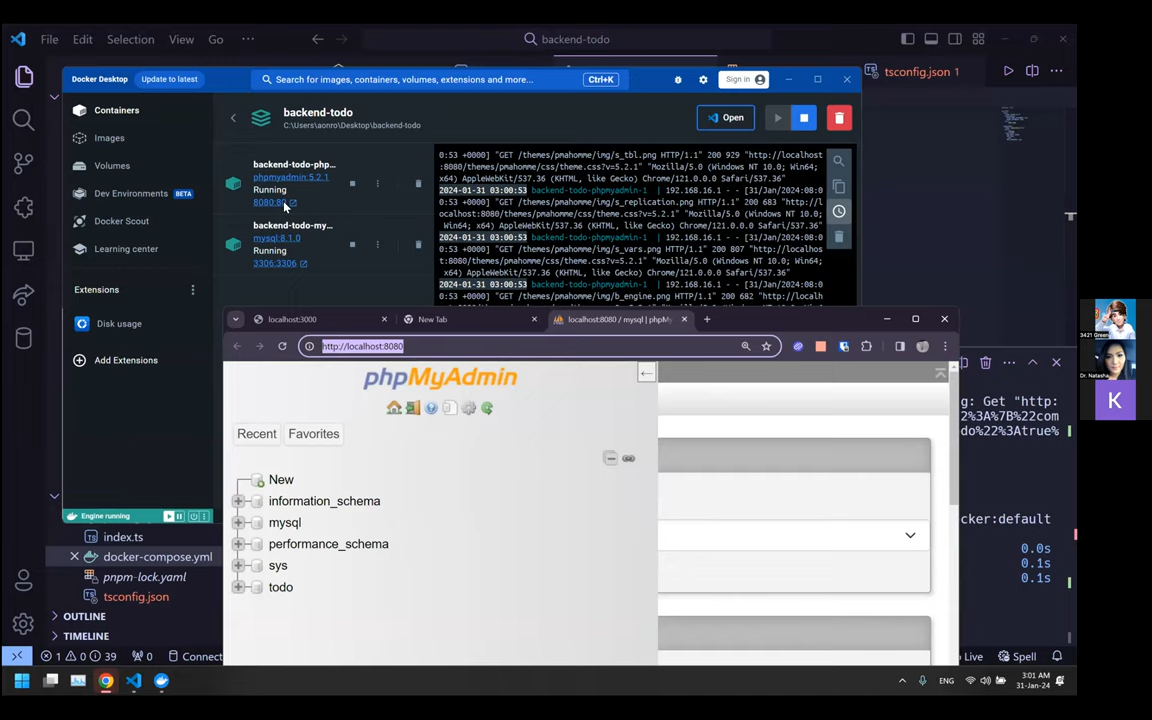 File Edit Selection View Go ··· backend-todo
tsconfig.json 1
Docker Desktop Update to latest Search for images, containers, volumes, extensions and more... Ctrl+K Sign in
Containers
Images
Volumes
Dev Environments BETA
Docker Scout
Learning center
Extensions
Disk usage
Add Extensions
Engine running
backend-todo
C:\Users\aonro\Desktop\backend-todo
Open
backend-todo-php...
phpmyadmin:5.2.1
Running
8080:80
backend-todo-my...
mysql:8.1.0
Running
3306:3306
0:53 +0000] "GET /themes/pmahomme/img/s_tbl.png HTTP/1.1" 200 929 "http://localhost
:8080/themes/pmahomme/css/theme.css?v=5.2.1" "Mozilla/5.0 (Windows NT 10.0; Win64;
x64) AppleWebKit/537.36 (KHTML, like Gecko) Chrome/121.0.0.0 Safari/537.36"
2024-01-31 03:00:53 backend-todo-phpmyadmin-1 | 192.168.16.1 - - [31/Jan/2024:08:0
0:53 +0000] "GET /themes/pmahomme/img/s_replication.png HTTP/1.1" 200 683 "http://l
ocalhost:8080/themes/pmahomme/css/theme.css?v=5.2.1" "Mozilla/5.0 (Windows NT 10.0;
Win64; x64) AppleWebKit/537.36 (KHTML, like Gecko) Chrome/121.0.0.0 Safari/537.36"
2024-01-31 03:00:53 backend-todo-phpmyadmin-1 | 192.168.16.1 - - [31/Jan/2024:08:0
0:53 +0000] "GET /themes/pmahomme/img/s_vars.png HTTP/1.1" 200 807 "http://localhos
t:8080/themes/pmahomme/css/theme.css?v=5.2.1" "Mozilla/5.0 (Windows NT 10.0; Win64;
x64) AppleWebKit/537.36 (KHTML, like Gecko) Chrome/121.0.0.0 Safari/537.36"
2024-01-31 03:00:53 backend-todo-phpmyadmin-1 | 192.168.16.1 - - [31/Jan/2024:08:0
0:53 +0000] "GET /themes/pmahomme/img/b_engine.png HTTP/1.1" 200 682 "http://localh
localhost:3000 New Tab localhost:8080 / mysql | phpMy
http://localhost:8080
phpMyAdmin
Recent Favorites
New
information_schema
mysql
performance_schema
sys
todo
g: Get "http:
2%3A%7B%22com
do%22%3Atrue%
cker:default
0.0s
0.1s
0.1s
3421 Green
Dr. Natasha
K
index.ts
docker-compose.yml
pnpm-lock.yaml
tsconfig.json
OUTLINE
TIMELINE
1 0 39 0 Connect Live Spell
ENG 3:01 AM
31-Jan-24